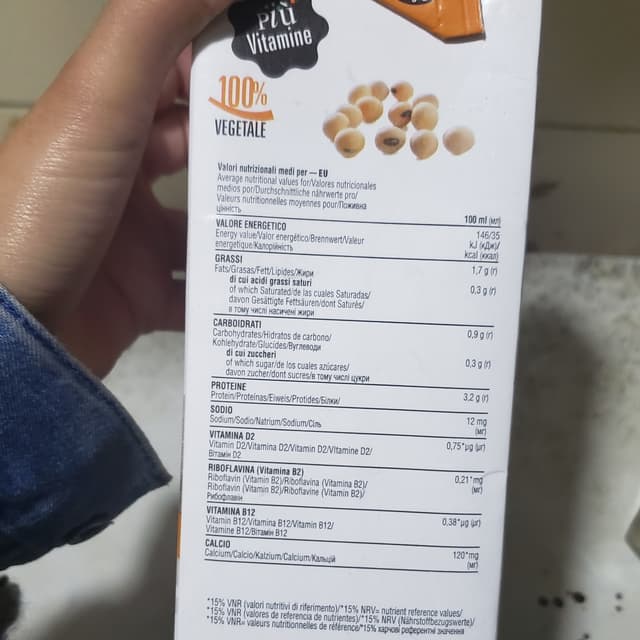 più
Vitamine
100%
VEGETALE
Valori nutrizionali medi per — EU
Average nutritional values for/Valores nutricionales
medios por/Durchschnittliche nährwerte pro/
Valeurs nutritionnelles moyennes pour/Поживна
цінність
100 ml (мл)
VALORE ENERGETICO 146/35
Energy value/Valor energético/Brennwert/Valeur kJ (кДж)/
energetique/Калорійність kcal (ккал)
GRASSI 1,7 g (г)
Fats/Grasas/Fett/Lipides/Жири
di cui acidi grassi saturi 0,3 g (г)
of which Saturated/de las cuales Saturadas/
davon Gesättigte Fettsäuren/dont Saturés/
в тому числі насичені жири
CARBOIDRATI 0,9 g (г)
Carbohydrates/Hidratos de carbono/
Kohlehydrate/Glucides/Вуглеводи
di cui zuccheri 0,3 g (г)
of which sugar/de los cuales azúcares/
davon zucher/dont sucres/в тому числі цукри
PROTEINE 3,2 g (г)
Protein/Proteínas/Eiweis/Protides/Білки/
SODIO 12 mg
Sodium/Sodio/Natrium/Sodium/Сіль (мг)
VITAMINA D2 0,75*µg (µг)
Vitamin D2/Vitamina D2/Vitamin D2/Vitamine D2/
Вітамін D2
RIBOFLAVINA (Vitamina B2) 0,21*mg
Riboflavin (Vitamin B2)/Riboflavina (Vitamina B2)/ (мг)
Riboflavin (Vitamin B2)/Riboflavine (Vitamin B2)/
Рибофлавін
VITAMINA B12 0,38*µg (µг)
Vitamin B12/Vitamina B12/Vitamin B12/
Vitamine B12/Вітамін B12
CALCIO 120*mg
Calcium/Calcio/Kalzium/Calcium/Кальцій (мг)
*15% VNR (valori nutritivi di riferimento)/*15% NRV= nutrient reference values/
*15% VNR (valores de referencia de nutrientes)/*15% NRV (Nährstoffbezugswerte)/
*15% VNR= valeurs nutritionnelles de référence/*15% харчові референтні значення